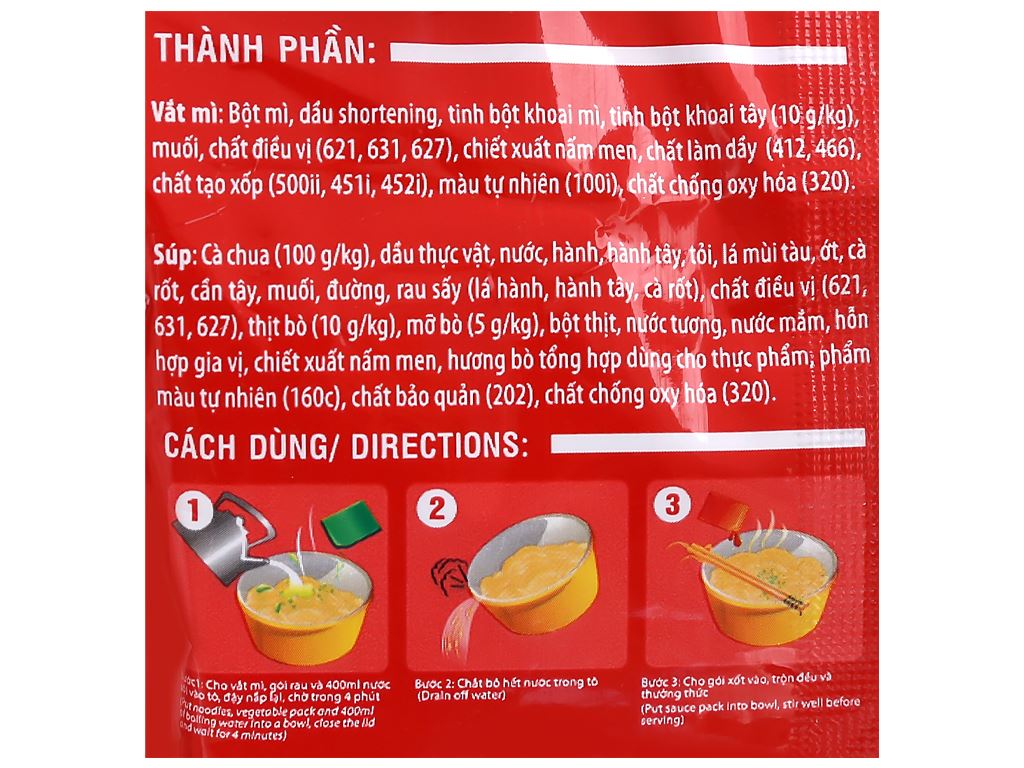 THÀNH PHẦN:
Vắt mì: Bột mì, dầu shortening, tinh bột khoai mì, tinh bột khoai tây (10 g/kg),
muối, chất điều vị (621, 631, 627), chiết xuất nấm men, chất làm dầy (412, 466),
chất tạo xốp (500ii, 451i, 452i), màu tự nhiên (100i), chất chống oxy hóa (320).
Súp: Cà chua (100 g/kg), dầu thực vật, nước, hành, hành tây, tỏi, lá mùi tàu, ớt, cà
rốt, cần tây, muối, đường, rau sấy (lá hành, hành tây, cà rốt), chất điều vị (621,
631, 627), thịt bò (10 g/kg), mỡ bò (5 g/kg), bột thịt, nước tương, nước mắm, hỗn
hợp gia vị, chiết xuất nấm men, hương bò tổng hợp dùng cho thực phẩm, phẩm
màu tự nhiên (160c), chất bảo quản (202), chất chống oxy hóa (320).
CÁCH DÙNG/ DIRECTIONS:
1
2
3
1: Cho vắt mì, gói rau và 400ml nước
vào tô, đậy nắp lại, chờ trong 4 phút
noodles, vegetable pack and 400ml
boiling water into a bowl, close the lid
and wait for 4 minutes)
Bước 2: Chắt bỏ hết nước trong tô
(Drain off water)
Bước 3: Cho gói xốt vào, trộn đều và
thưởng thức
(Put sauce pack into bowl, stir well before
serving)